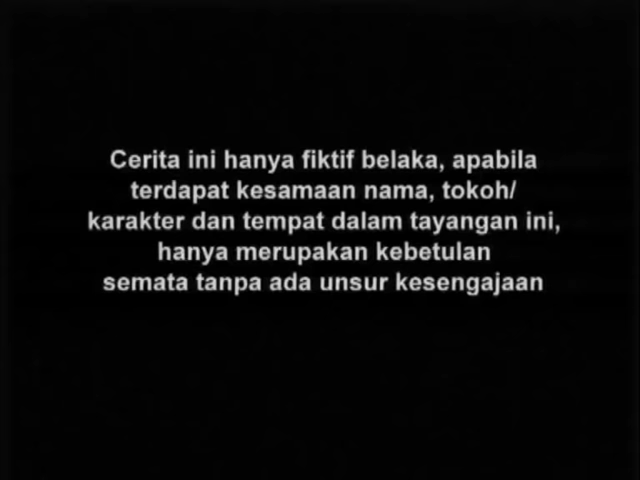 Cerita ini hanya fiktif belaka, apabila
terdapat kesamaan nama, tokoh/
karakter dan tempat dalam tayangan ini,
hanya merupakan kebetulan
semata tanpa ada unsur kesengajaan